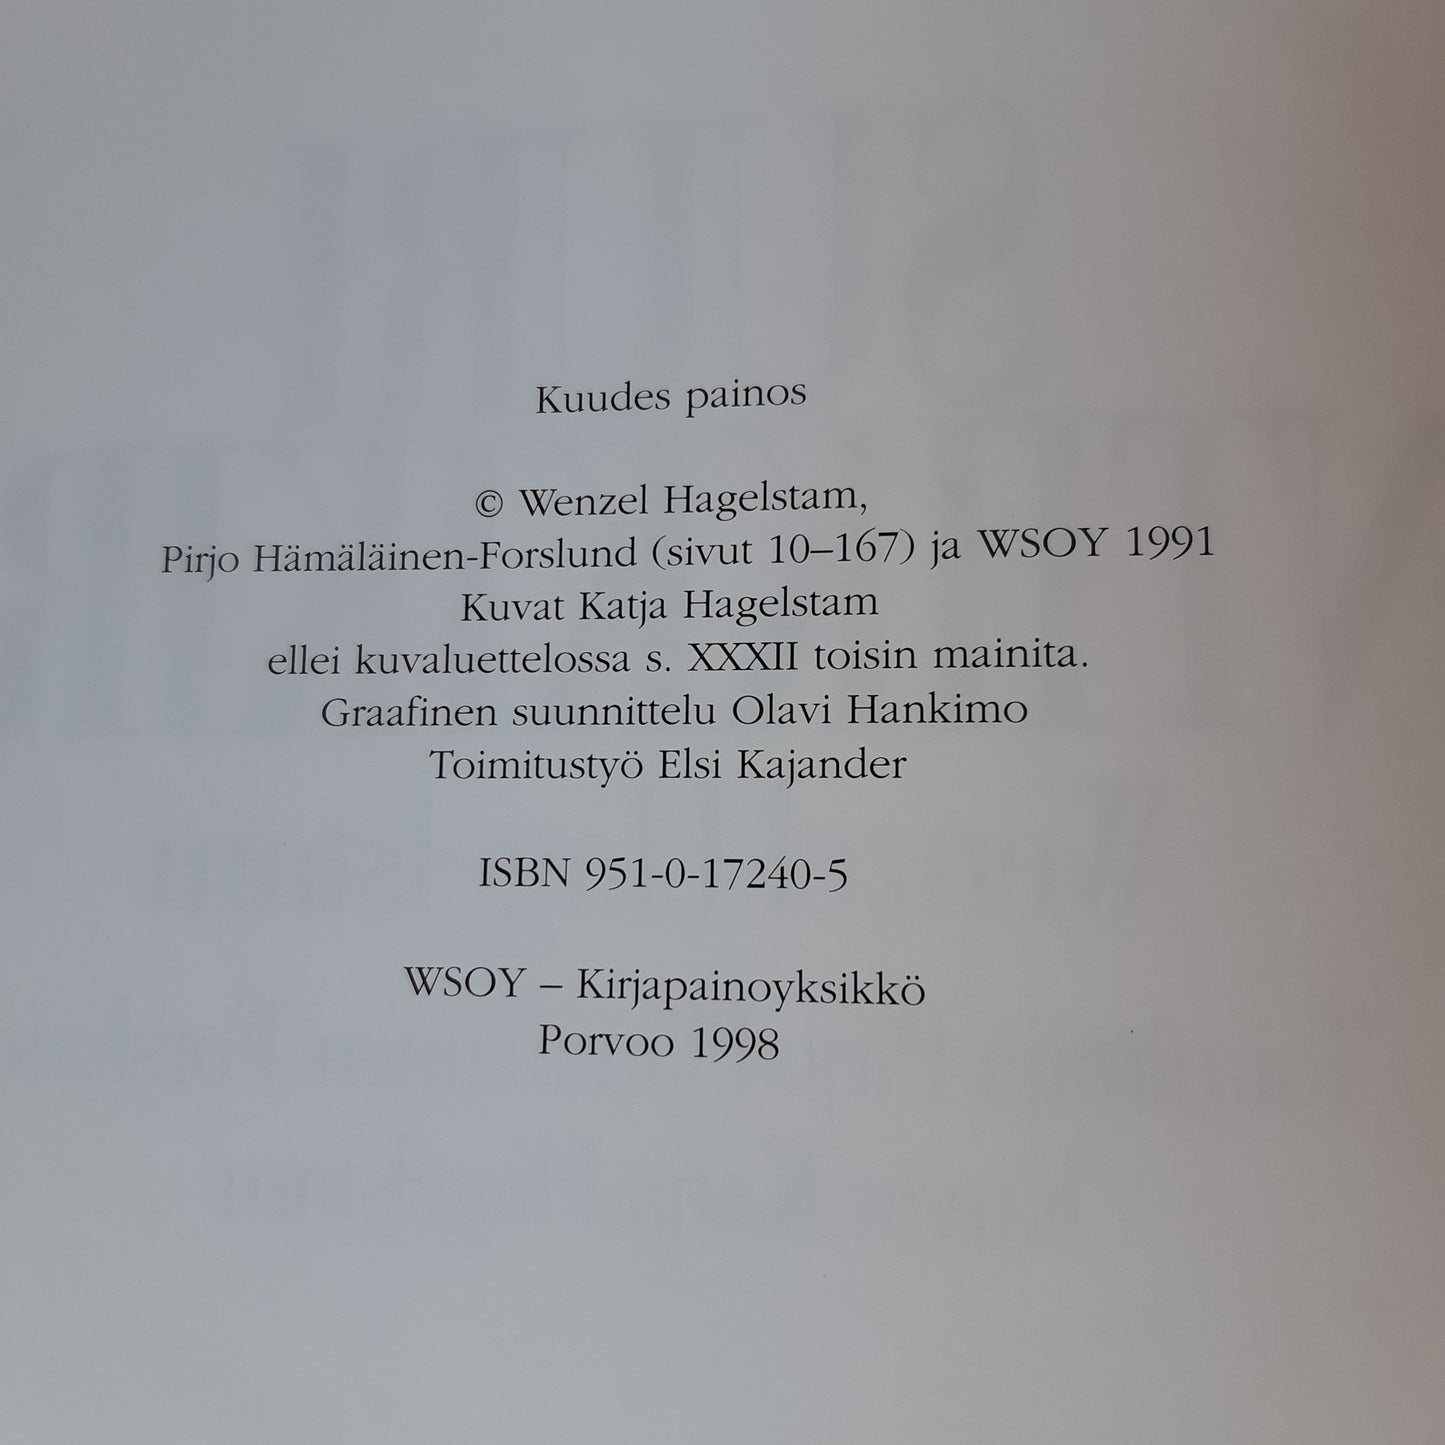 Kuudes painos
© Wenzel Hagelstam,
Pirjo Hämäläinen-Forslund (sivut 10–167) ja WSOY 1991
Kuvat Katja Hagelstam
ellei kuvaluettelossa s. XXXII toisin mainita.
Graafinen suunnittelu Olavi Hankimo
Toimitustyö Elsi Kajander
ISBN 951-0-17240-5
WSOY – Kirjapainoyksikkö
Porvoo 1998